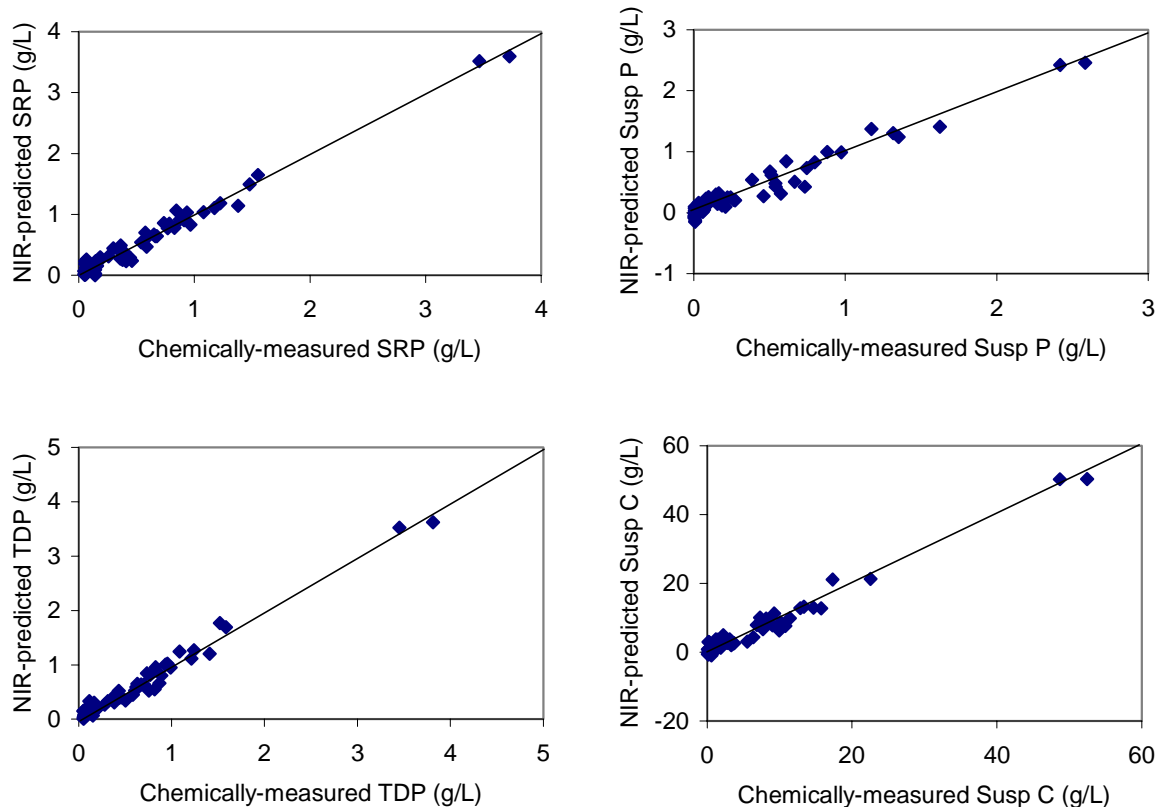 NIR-predicted SRP (g/L)
4
3
2
1
0
0 1 2 3 4
Chemically-measured SRP (g/L)
NIR-predicted Susp P (g/L)
3
2
1
0
-1
0 1 2 3
Chemically-measured Susp P (g/L)
NIR-predicted TDP (g/L)
5
4
3
2
1
0
0 1 2 3 4 5
Chemically-measured TDP (g/L)
NIR-predicted Susp C (g/L)
60
40
20
0
-20
0 20 40 60
Chemically-measured Susp C (g/L)